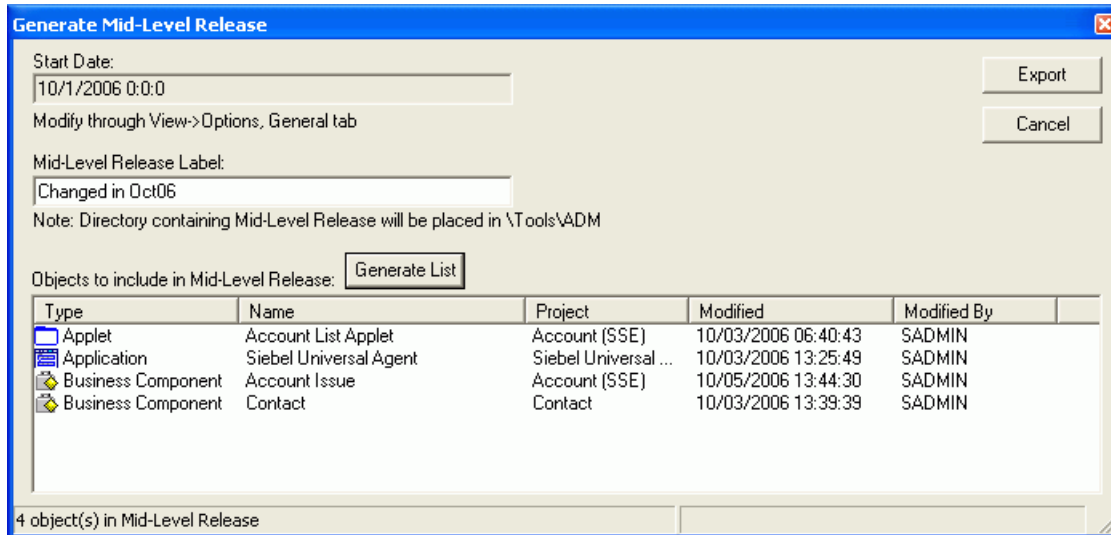 Generate Mid-Level Release
Start Date:
10/1/2006 0:0:0
Export
Modify through View->Options, General tab
Cancel
Mid-Level Release Label:
Changed in Oct06
Note: Directory containing Mid-Level Release will be placed in \Tools\ADM
Objects to include in Mid-Level Release: Generate List
Type Name Project Modified Modified By
Applet Account List Applet Account (SSE) 10/03/2006 06:40:43 SADMIN
Application Siebel Universal Agent Siebel Universal ... 10/03/2006 13:25:49 SADMIN
Business Component Account Issue Account (SSE) 10/05/2006 13:44:30 SADMIN
Business Component Contact Contact 10/03/2006 13:39:39 SADMIN
4 object(s) in Mid-Level Release